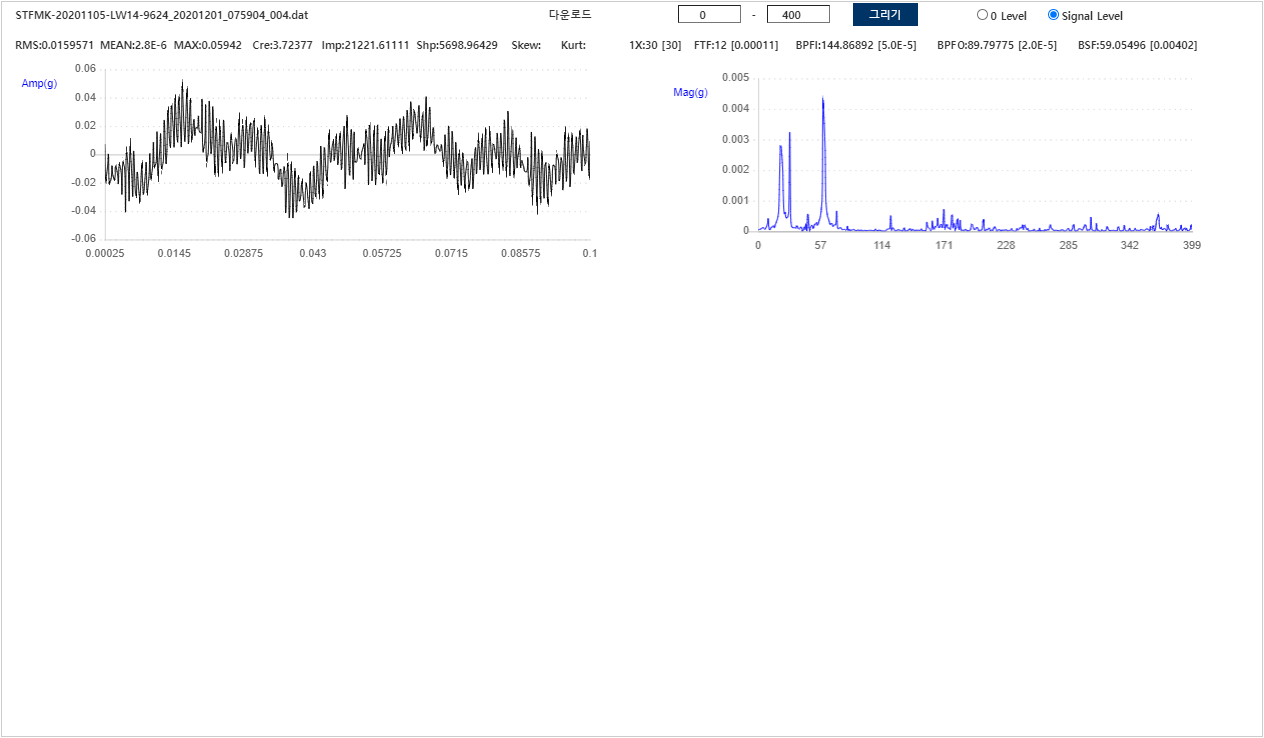 STFMK-20201105-LW14-9624_20201201_075904_004.dat 다운로드 0 - 400 그리기 0 Level Signal Level
RMS:0.0159571 MEAN:2.8E-6 MAX:0.05942 Cre:3.72377 Imp:21221.61111 Shp:5698.96429 Skew: Kurt: 1X:30 [30] FTF:12 [0.00011] BPFI:144.86892 [5.0E-5] BPFO:89.79775 [2.0E-5] BSF:59.05496 [0.00402]
Amp(g)
0.06
0.04
0.02
0
-0.02
-0.04
-0.06
0.00025 0.0145 0.02875 0.043 0.05725 0.0715 0.08575 0.1
Mag(g)
0.005
0.004
0.003
0.002
0.001
0
0 57 114 171 228 285 342 399